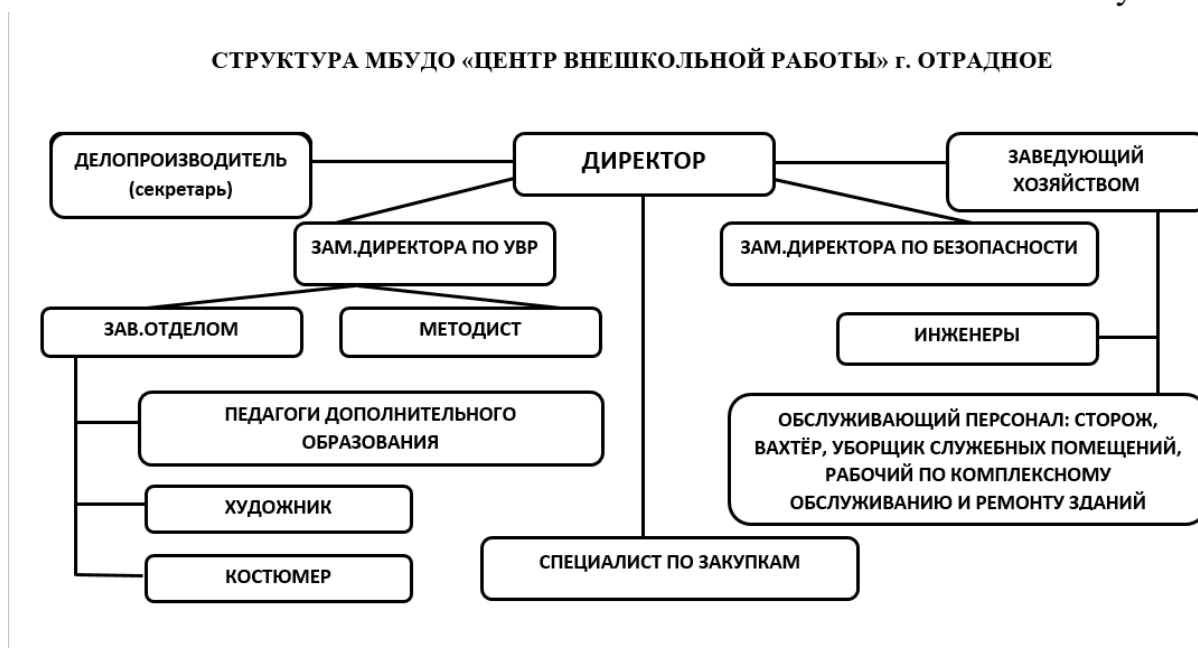 СТРУКТУРА МБУДО «ЦЕНТР ВНЕШКОЛЬНОЙ РАБОТЫ» г. ОТРАДНОЕ
ДЕЛОПРОИЗВОДИТЕЛЬ
(секретарь)
ДИРЕКТОР
ЗАВЕДУЮЩИЙ
ХОЗЯЙСТВОМ
ЗАМ.ДИРЕКТОРА ПО УВР
ЗАМ.ДИРЕКТОРА ПО БЕЗОПАСНОСТИ
ЗАВ.ОТДЕЛОМ
МЕТОДИСТ
ИНЖЕНЕРЫ
ПЕДАГОГИ ДОПОЛНИТЕЛЬНОГО
ОБРАЗОВАНИЯ
ОБСЛУЖИВАЮЩИЙ ПЕРСОНАЛ: СТОРОЖ,
ВАХТЁР, УБОРЩИК СЛУЖЕБНЫХ ПОМЕЩЕНИЙ,
РАБОЧИЙ ПО КОМПЛЕКСНОМУ
ОБСЛУЖИВАНИЮ И РЕМОНТУ ЗДАНИЙ
ХУДОЖНИК
СПЕЦИАЛИСТ ПО ЗАКУПКАМ
КОСТЮМЕР